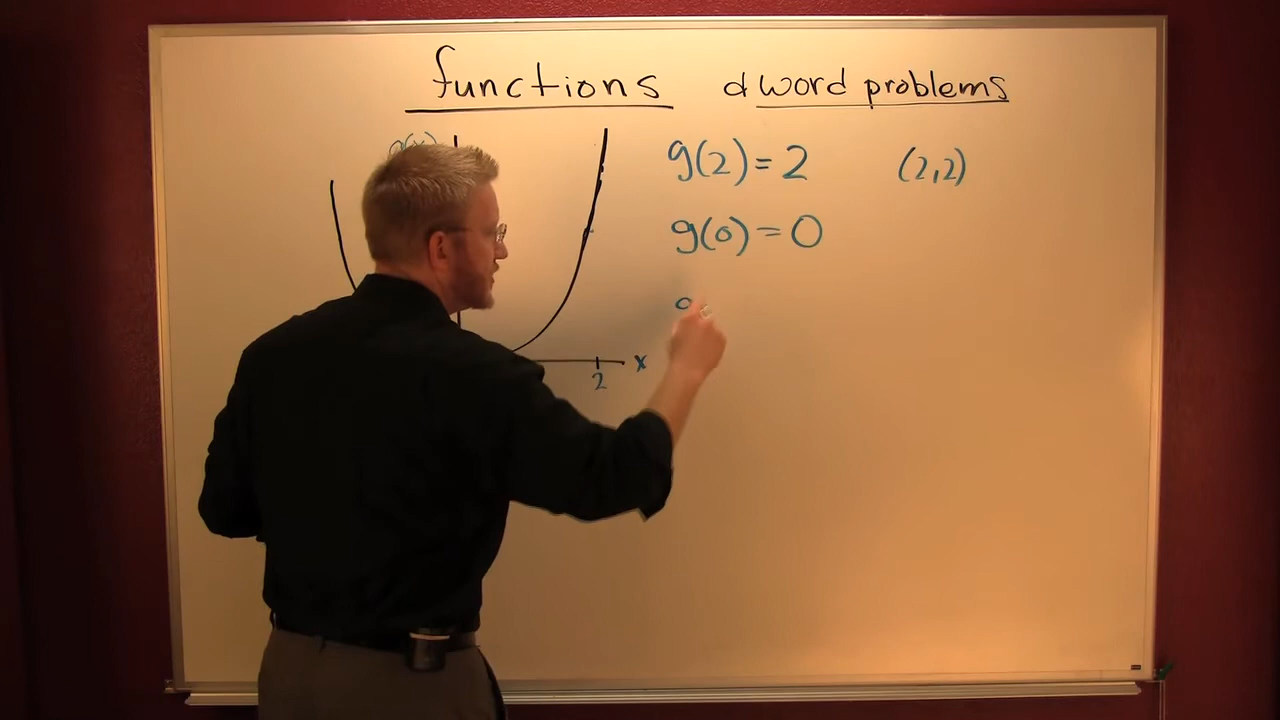 functions d word problems
g(x)
g(2) = 2 (2,2)
g(0) = 0
x
2